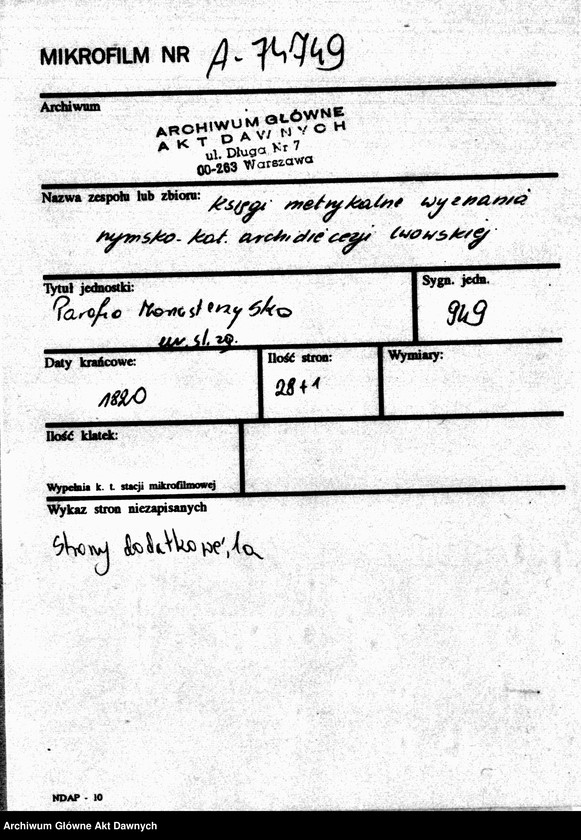 MIKROFILM NR A-74749
Archiwum
ARCHIWUM GŁÓWNE
AKT DAWNYCH
ul. Długa Nr 7
00-263 Warszawa
Nazwa zespołu lub zbioru: Księgi metrykalne wyznania
rzymsko-kat. archidiecezji lwowskiej
Tytuł jednostki:
Sygn. jedn.
Parafia Monasterzysko
949
ur. śl. zg.
Daty krańcowe:
Ilość stron:
Wymiary:
1820
28+1
Ilość klatek:
Wypełnia k. t. stacji mikrofilmowej
Wykaz stron niezapisanych
Strony dodatkowe: 1a
NDAP - 10
Archiwum Główne Akt Dawnych